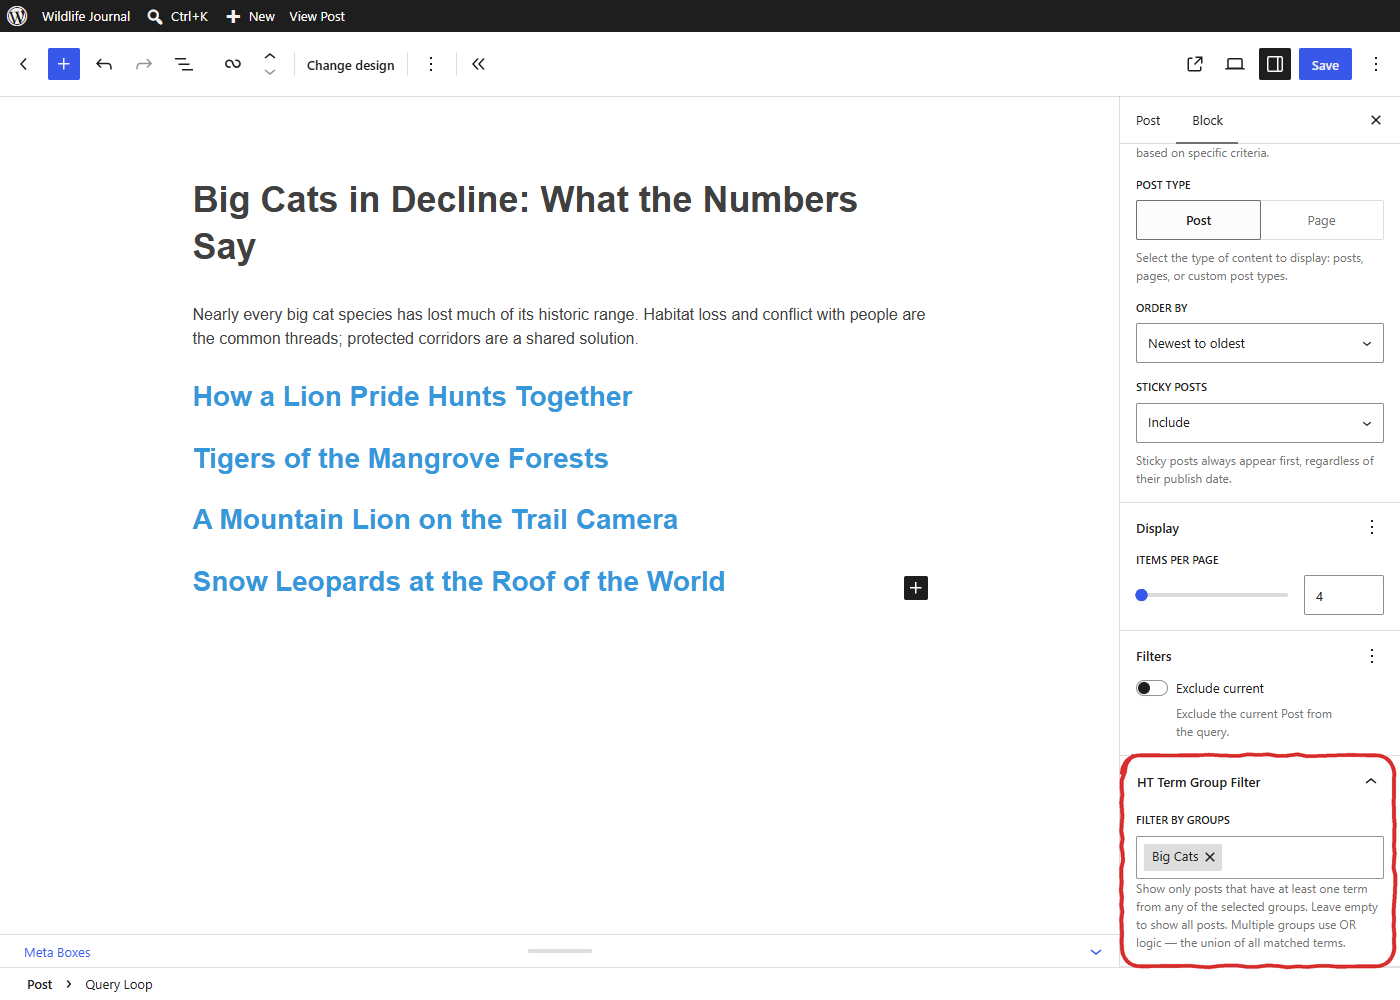 Wildlife Journal Ctrl+K New View Post
Change design Save
Post Block
based on specific criteria.
POST TYPE
Post Page
Select the type of content to display: posts,
pages, or custom post types.
ORDER BY
Newest to oldest
STICKY POSTS
Include
Sticky posts always appear first, regardless of
their publish date.
Display
ITEMS PER PAGE
4
Filters
Exclude current
Exclude the current Post from
the query.
HT Term Group Filter
FILTER BY GROUPS
Big Cats
Show only posts that have at least one term
from any of the selected groups. Leave empty
to show all posts. Multiple groups use OR
logic — the union of all matched terms.
Big Cats in Decline: What the Numbers
Say
Nearly every big cat species has lost much of its historic range. Habitat loss and conflict with people are
the common threads; protected corridors are a shared solution.
How a Lion Pride Hunts Together
Tigers of the Mangrove Forests
A Mountain Lion on the Trail Camera
Snow Leopards at the Roof of the World
Meta Boxes
Post Query Loop